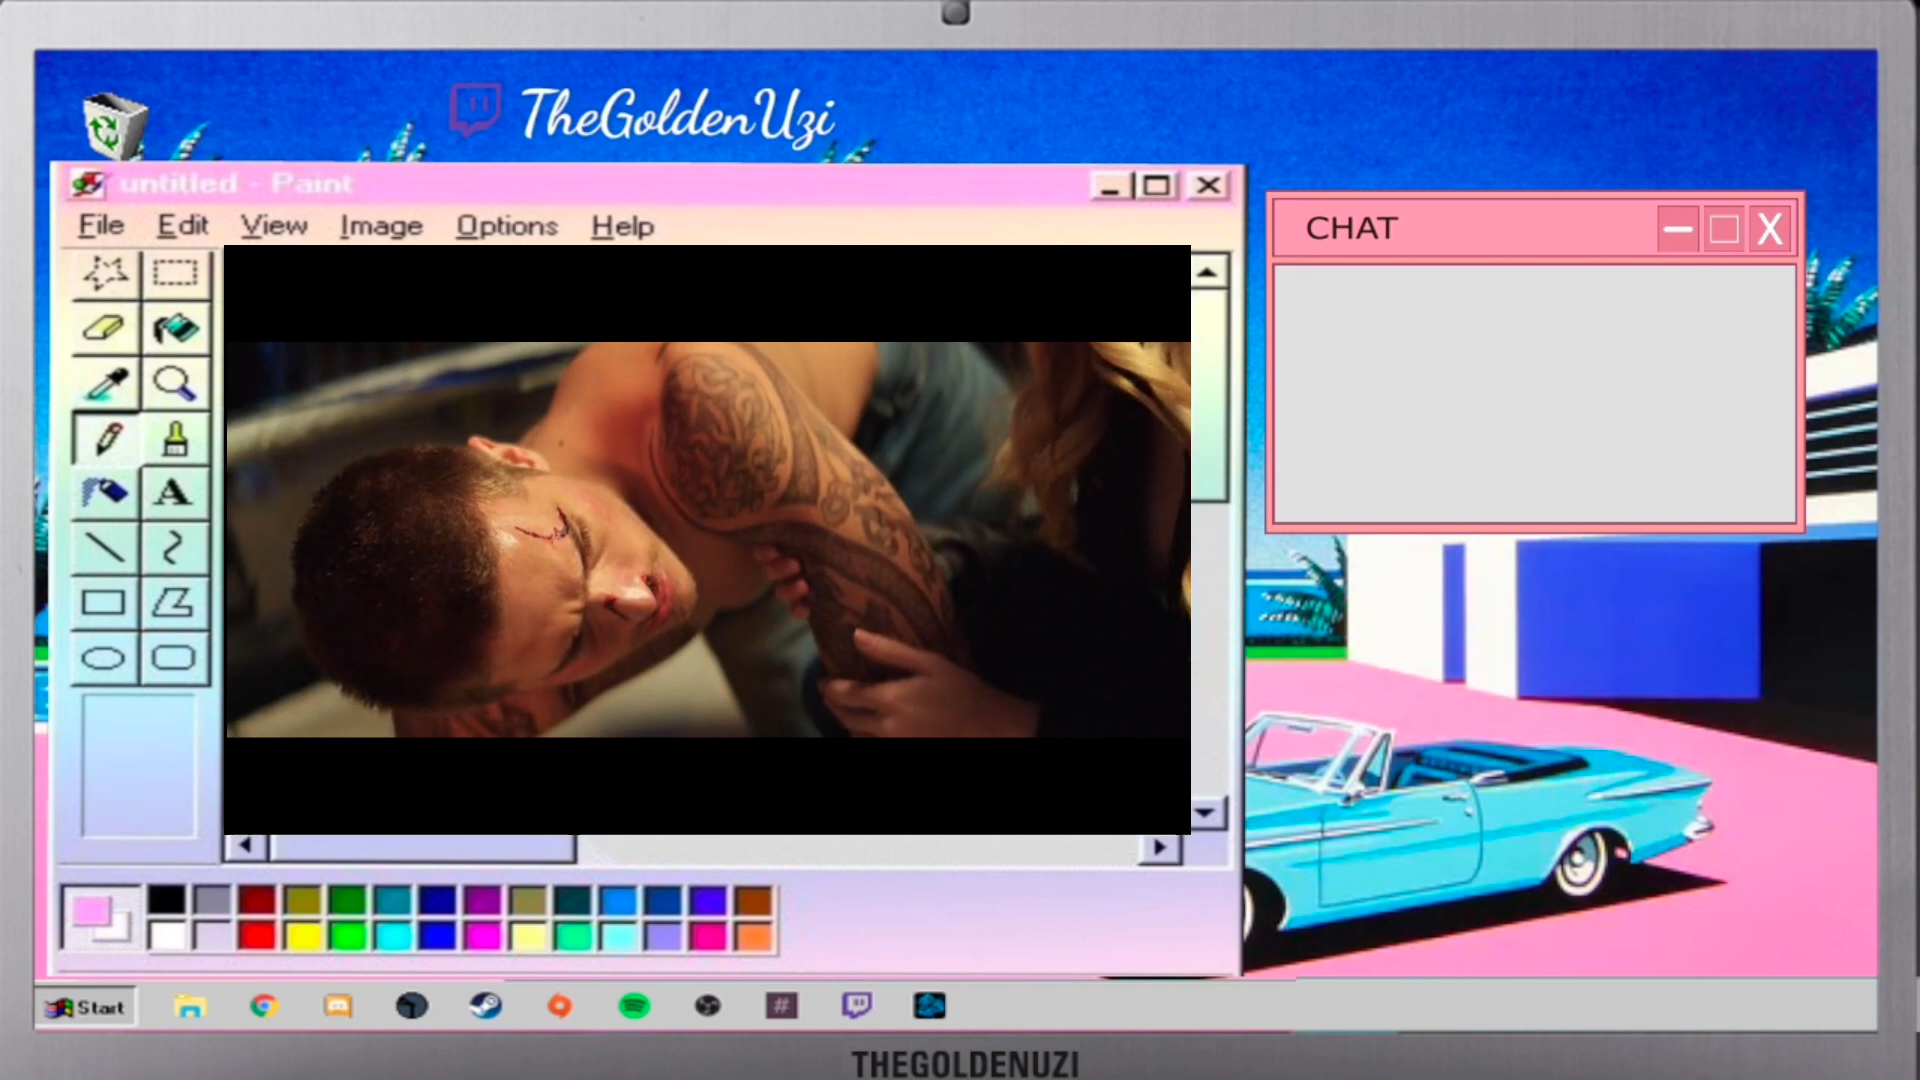 TheGoldenUzi
untitled - Paint
File Edit View Image Options Help
CHAT
A
Start
#
THEGOLDENUZI